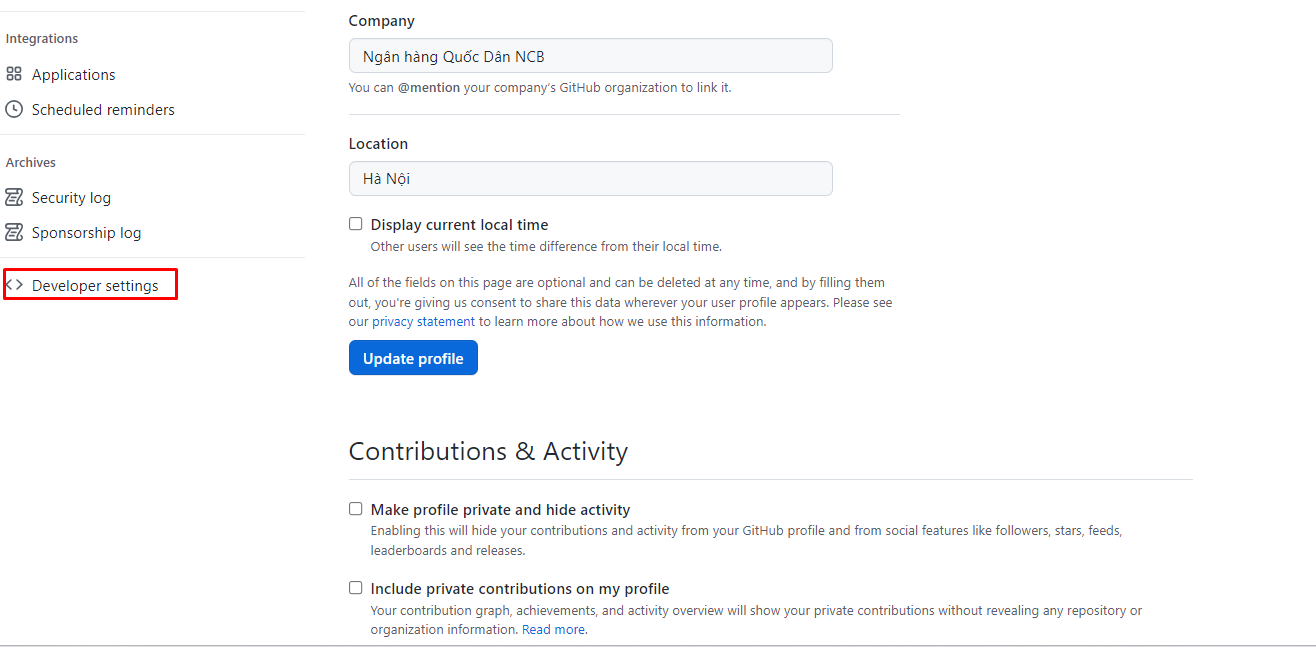 Integrations
Applications
Scheduled reminders
Archives
Security log
Sponsorship log
Developer settings
Company
Ngân hàng Quốc Dân NCB
You can @mention your company's GitHub organization to link it.
Location
Hà Nội
Display current local time
Other users will see the time difference from their local time.
All of the fields on this page are optional and can be deleted at any time, and by filling them
out, you're giving us consent to share this data wherever your user profile appears. Please see
our privacy statement to learn more about how we use this information.
Update profile
Contributions & Activity
Make profile private and hide activity
Enabling this will hide your contributions and activity from your GitHub profile and from social features like followers, stars, feeds,
leaderboards and releases.
Include private contributions on my profile
Your contribution graph, achievements, and activity overview will show your private contributions without revealing any repository or
organization information. Read more.